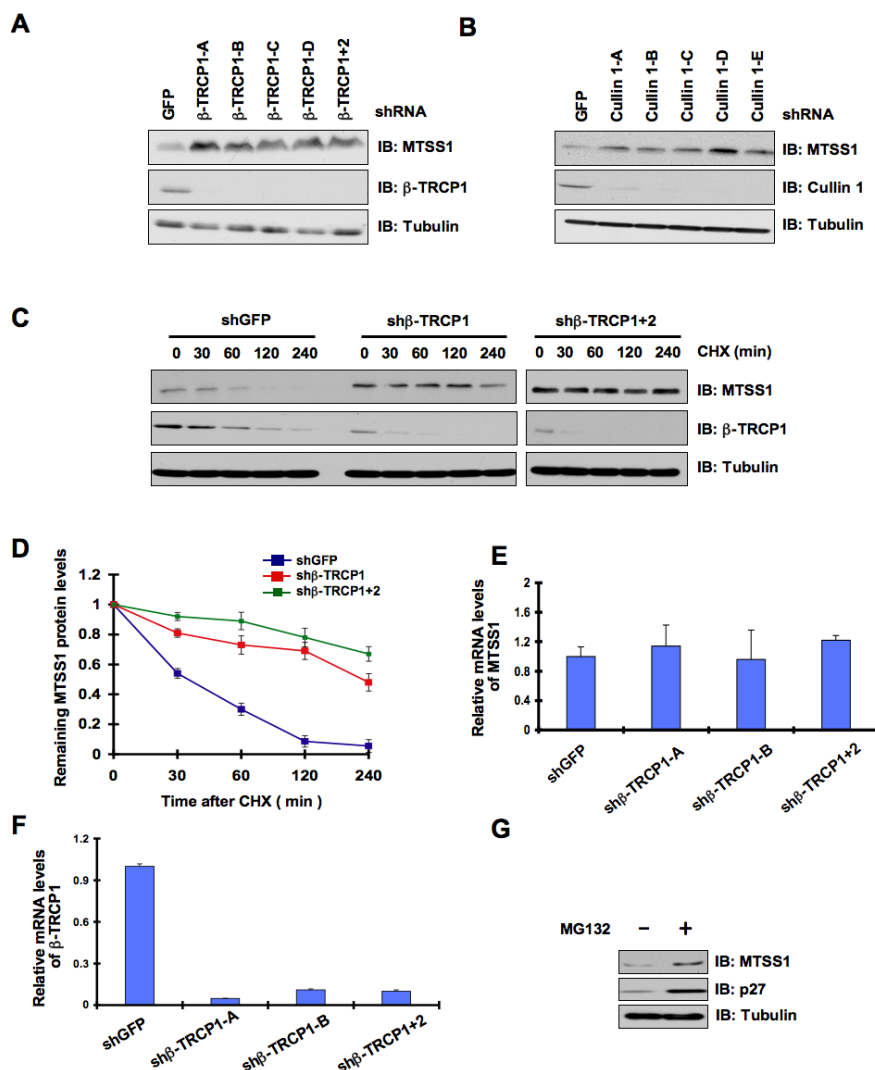 A
GFP
β-TRCP1-A
β-TRCP1-B
β-TRCP1-C
β-TRCP1-D
β-TRCP1+2
shRNA
IB: MTSS1
IB: β-TRCP1
IB: Tubulin
B
GFP
Cullin 1-A
Cullin 1-B
Cullin 1-C
Cullin 1-D
Cullin 1-E
shRNA
IB: MTSS1
IB: Cullin 1
IB: Tubulin
C
shGFP shβ-TRCP1 shβ-TRCP1+2
0 30 60 120 240 0 30 60 120 240 0 30 60 120 240 CHX (min)
IB: MTSS1
IB: β-TRCP1
IB: Tubulin
D
shGFP
shβ-TRCP1
shβ-TRCP1+2
Remaining MTSS1 protein levels
1.2
1
0.8
0.6
0.4
0.2
0
0 30 60 120 240
Time after CHX ( min )
E
Relative mRNA levels
of MTSS1
2.0
1.6
1.2
0.8
0.4
0
shGFP
shβ-TRCP1-A
shβ-TRCP1-B
shβ-TRCP1+2
F
Relative mRNA levels
of β-TRCP1
1.2
0.9
0.6
0.3
0
shGFP
shβ-TRCP1-A
shβ-TRCP1-B
shβ-TRCP1+2
G
MG132 − +
IB: MTSS1
IB: p27
IB: Tubulin